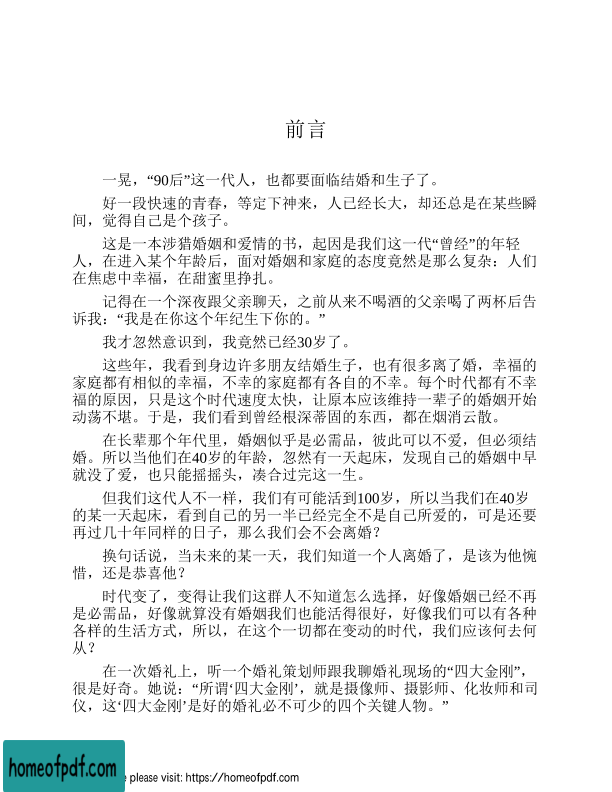 前言
一晃，“90后”这一代人，也都要面临结婚和生子了。
好一段快速的青春，等定下神来，人已经长大，却还总是在某些瞬
间，觉得自己是个孩子。
这是一本涉猎婚姻和爱情的书，起因是我们这一代“曾经”的年轻
人，在进入某个年龄后，面对婚姻和家庭的态度竟然是那么复杂：人们
在焦虑中幸福，在甜蜜里挣扎。
记得在一个深夜跟父亲聊天，之前从来不喝酒的父亲喝了两杯后告
诉我：“我是在你这个年纪生下你的。”
我才忽然意识到，我竟然已经30岁了。
这些年，我看到身边许多朋友结婚生子，也有很多离了婚，幸福的
家庭都有相似的幸福，不幸的家庭都有各自的不幸。每个时代都有不幸
福的原因，只是这个时代速度太快，让原本应该维持一辈子的婚姻开始
动荡不堪。于是，我们看到曾经根深蒂固的东西，都在烟消云散。
在长辈那个年代里，婚姻似乎是必需品，彼此可以不爱，但必须结
婚。所以当他们在40岁的年龄，忽然有一天起床，发现自己的婚姻中早
就没了爱，也只能摇摇头，凑合过完这一生。
但我们这代人不一样，我们有可能活到100岁，所以当我们在40岁
的某一天起床，看到自己的另一半已经完全不是自己所爱的，可是还要
再过几十年同样的日子，那么我们会不会离婚？
换句话说，当未来的某一天，我们知道一个人离婚了，是该为他惋
惜，还是恭喜他？
时代变了，变得让我们这群人不知道怎么选择，好像婚姻已经不再
是必需品，好像就算没有婚姻我们也能活得很好，好像我们可以有各种
各样的生活方式，所以，在这个一切都在变动的时代，我们应该何去何
从？
在一次婚礼上，听一个婚礼策划师跟我聊婚礼现场的“四大金刚”，
很是好奇。她说：“所谓‘四大金刚’，就是摄像师、摄影师、化妆师和司
仪，这‘四大金刚’是好的婚礼必不可少的四个关键人物。”
homeofpdf.com
please visit: https://homeofpdf.com